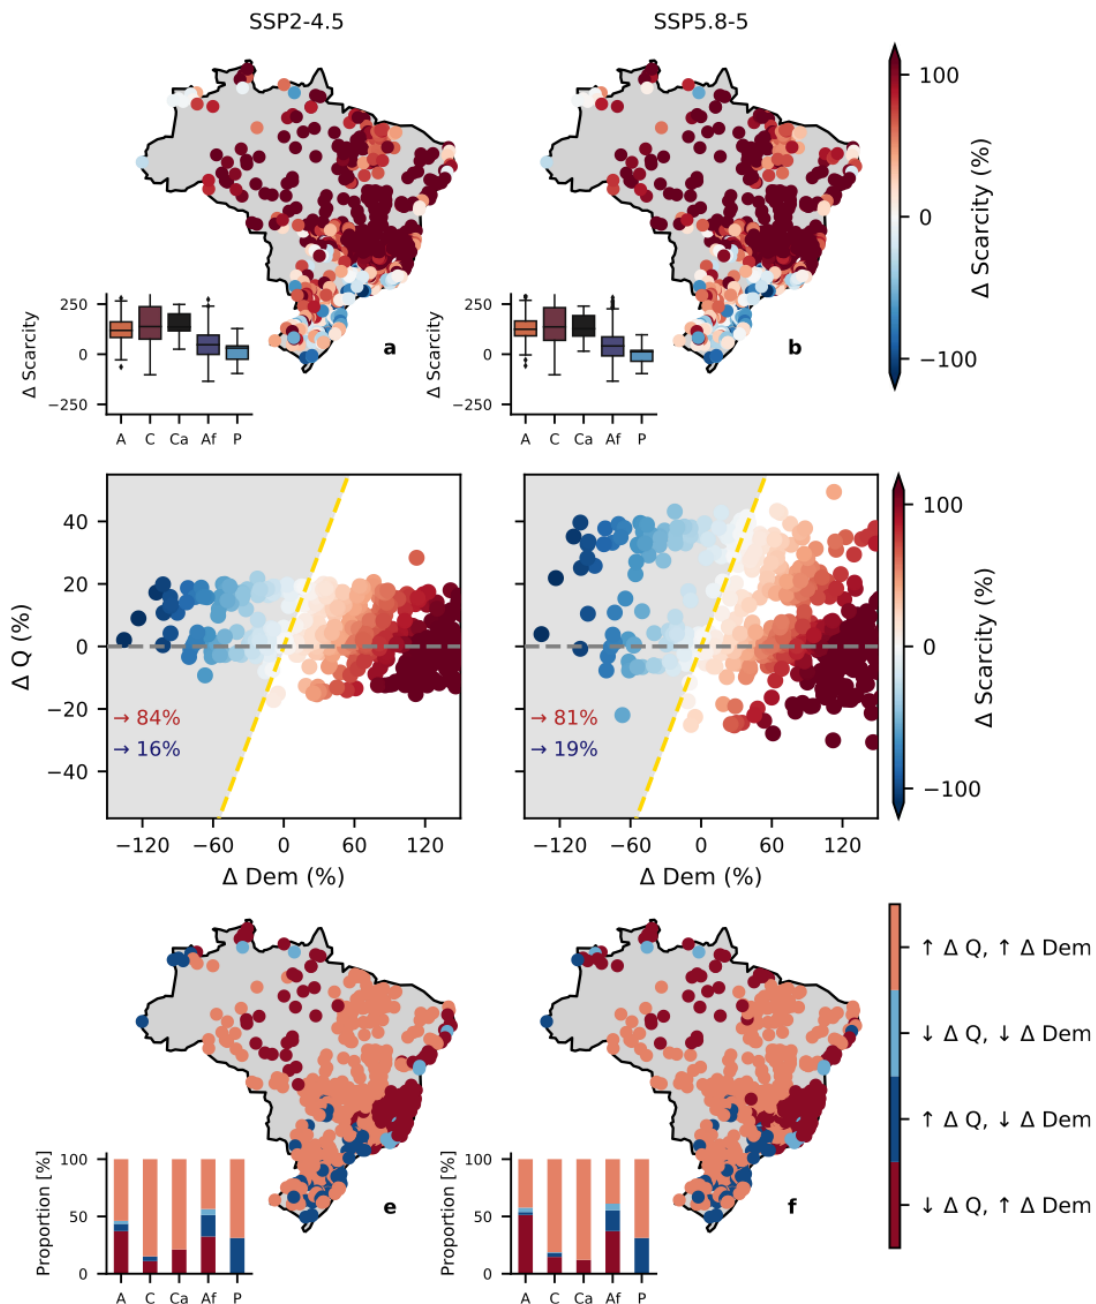 SSP2-4.5
SSP5.8-5
100
0
−100
Δ Scarcity (%)
250
0
−250
Δ Scarcity
A C Ca Af P
a
250
0
−250
Δ Scarcity
A C Ca Af P
b
40
20
0
−20
−40
Δ Q (%)
→ 84%
→ 16%
−120 −60 0 60 120
Δ Dem (%)
→ 81%
→ 19%
−120 −60 0 60 120
Δ Dem (%)
100
0
−100
Δ Scarcity (%)
100
50
0
Proportion [%]
A C Ca Af P
e
100
50
0
Proportion [%]
A C Ca Af P
f
↑ Δ Q, ↑ Δ Dem
↓ Δ Q, ↓ Δ Dem
↑ Δ Q, ↓ Δ Dem
↓ Δ Q, ↑ Δ Dem